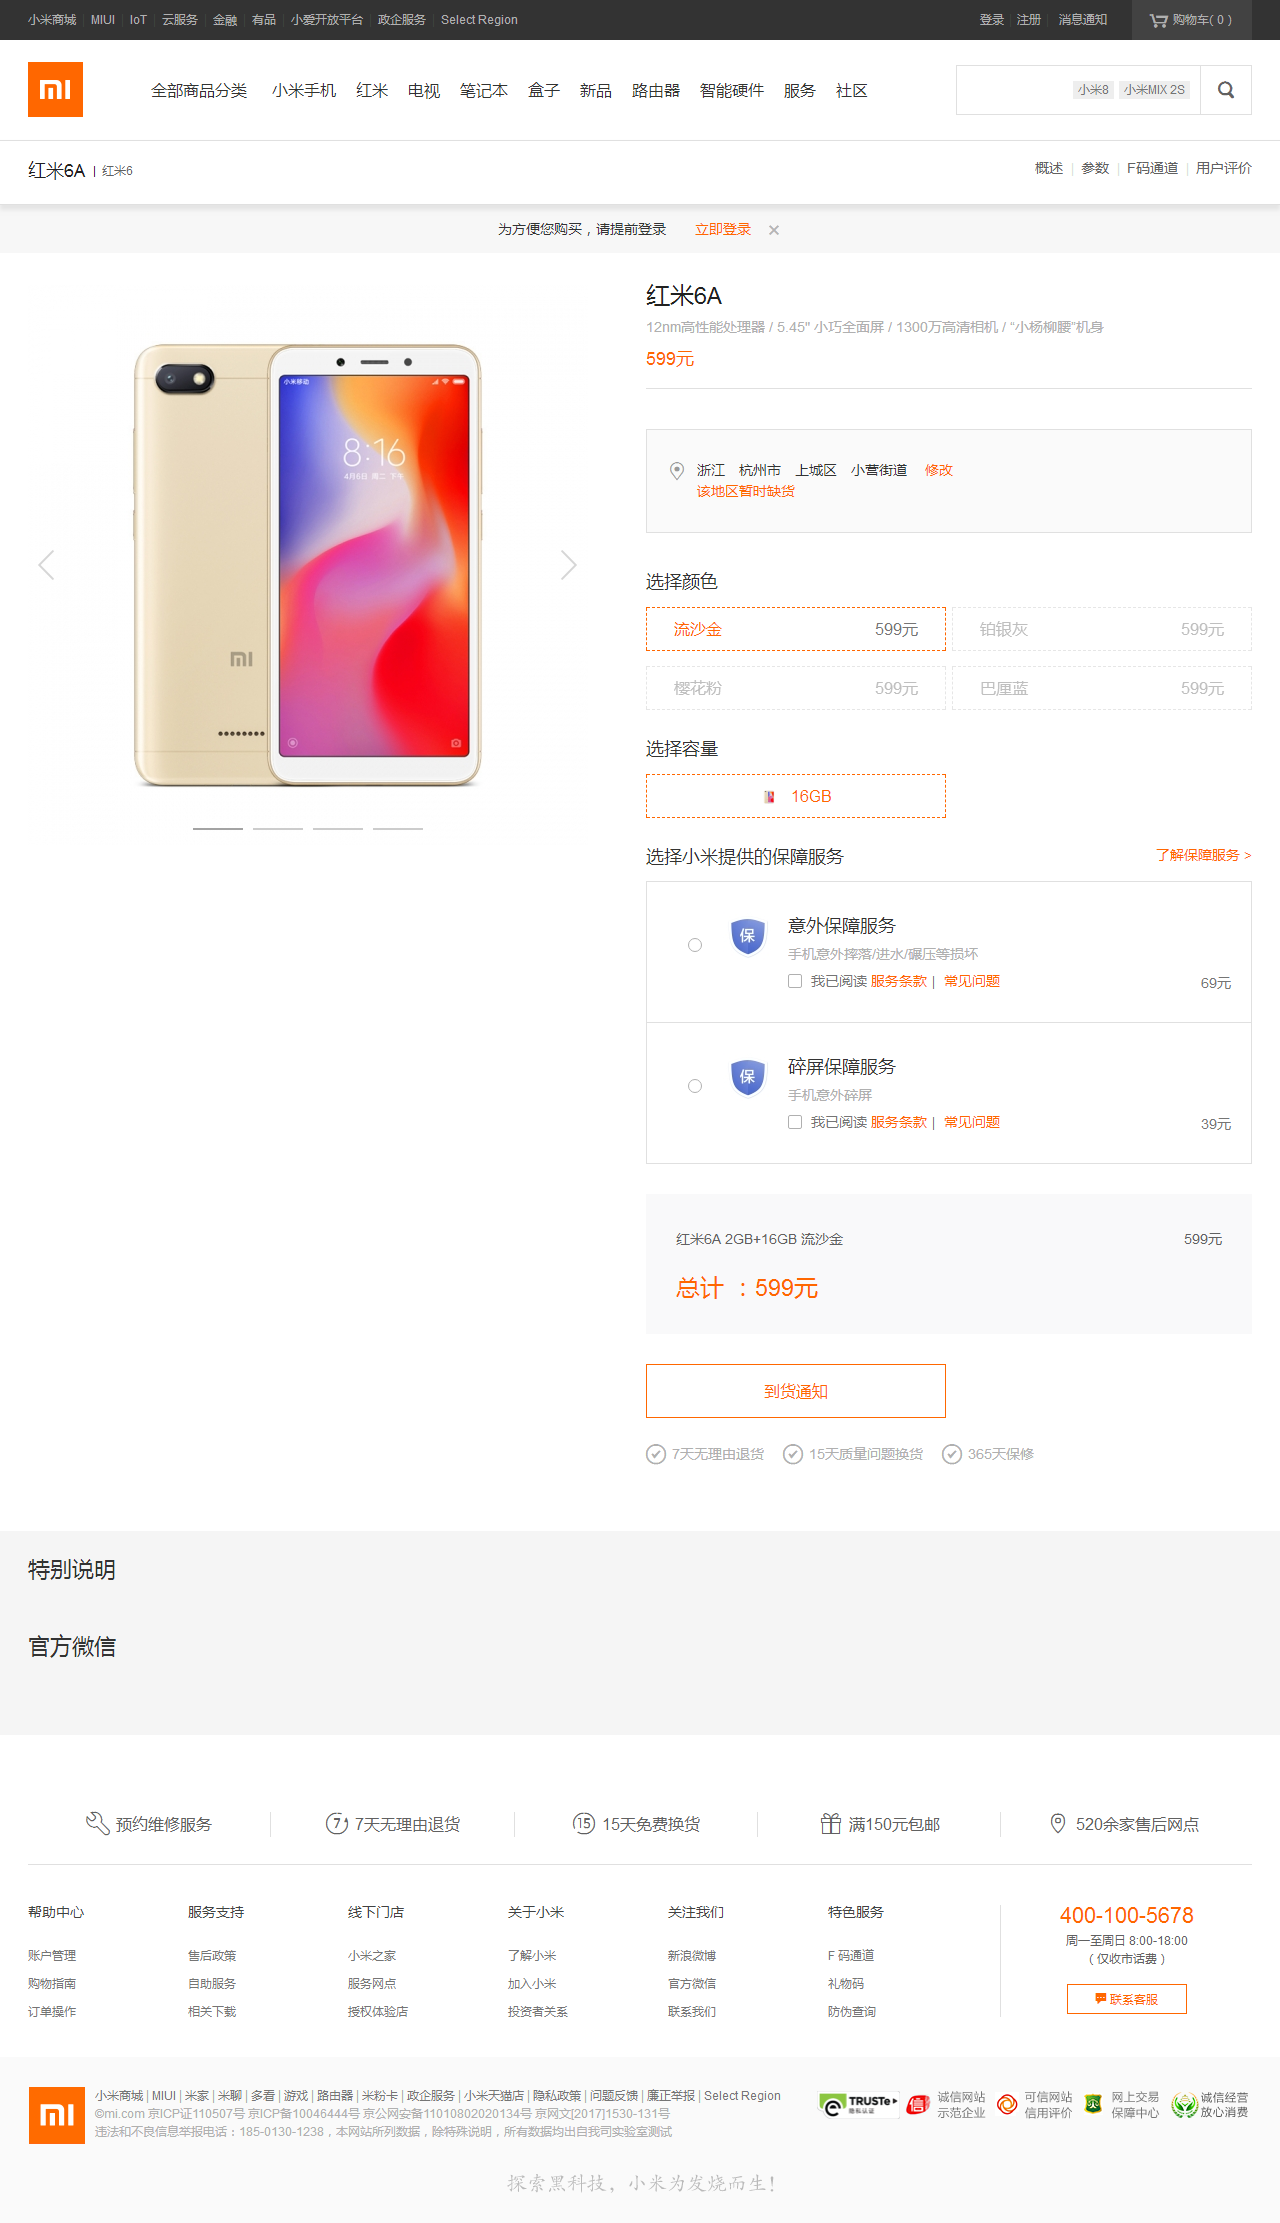 小米商城 MIUI IoT 云服务 金融 有品 小爱开放平台 政企服务 Select Region 登录 注册 消息通知 购物车( 0 )
全部商品分类 小米手机 红米 电视 笔记本 盒子 新品 路由器 智能硬件 服务 社区 小米8 小米MIX 2S
红米6A | 红米6 概述 | 参数 | F码通道 | 用户评价
为方便您购买，请提前登录 立即登录 ×
红米6A
12nm高性能处理器 / 5.45" 小巧全面屏 / 1300万高清相机 / “小杨柳腰”机身
599元
小米移动
8:16
4月6日 周二 下午
浙江 杭州市 上城区 小营街道 修改
该地区暂时缺货
选择颜色
流沙金 599元 铂银灰 599元
樱花粉 599元 巴厘蓝 599元
选择容量
16GB
选择小米提供的保障服务 了解保障服务 >
保 意外保障服务
手机意外摔落/进水/碾压等损坏
我已阅读 服务条款 | 常见问题 69元
保 碎屏保障服务
手机意外碎屏
我已阅读 服务条款 | 常见问题 39元
红米6A 2GB+16GB 流沙金 599元
总计 ：599元
到货通知
7天无理由退货 15天质量问题换货 365天保修
特别说明
官方微信
预约维修服务 7天无理由退货 15天免费换货 满150元包邮 520余家售后网点
帮助中心 服务支持 线下门店 关于小米 关注我们 特色服务 400-100-5678
周一至周日 8:00-18:00
账户管理 售后政策 小米之家 了解小米 新浪微博 F 码通道 （仅收市话费）
购物指南 自助服务 服务网点 加入小米 官方微信 礼物码
联系客服
订单操作 相关下载 授权体验店 投资者关系 联系我们 防伪查询
小米商城 | MIUI | 米家 | 米聊 | 多看 | 游戏 | 路由器 | 米粉卡 | 政企服务 | 小米天猫店 | 隐私政策 | 问题反馈 | 廉正举报 | Select Region
©mi.com 京ICP证110507号 京ICP备10046444号 京公网安备11010802020134号 京网文[2017]1530-131号
违法和不良信息举报电话：185-0130-1238，本网站所列数据，除特殊说明，所有数据均出自我司实验室测试
TRUSTe 隐私认证 信 诚信网站 示范企业 可信网站 信用评价 网上交易 保障中心 诚信经营 放心消费
探索黑科技，小米为发烧而生！